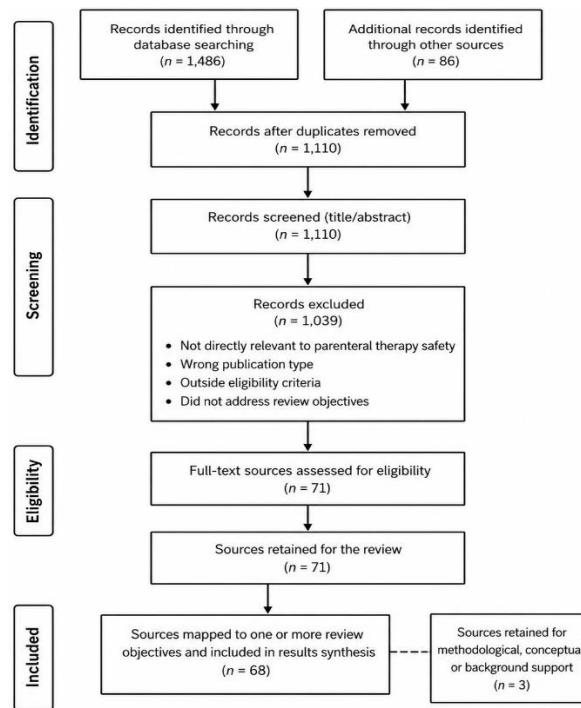 Identification
Records identified through
database searching
(n = 1,486)
Additional records identified
through other sources
(n = 86)
Records after duplicates removed
(n = 1,110)
Screening
Records screened (title/abstract)
(n = 1,110)
Records excluded
(n = 1,039)
• Not directly relevant to parenteral therapy safety
• Wrong publication type
• Outside eligibility criteria
• Did not address review objectives
Eligibility
Full-text sources assessed for eligibility
(n = 71)
Sources retained for the review
(n = 71)
Included
Sources mapped to one or more review
objectives and included in results synthesis
(n = 68)
Sources retained for
methodological, conceptua
or background support
(n = 3)